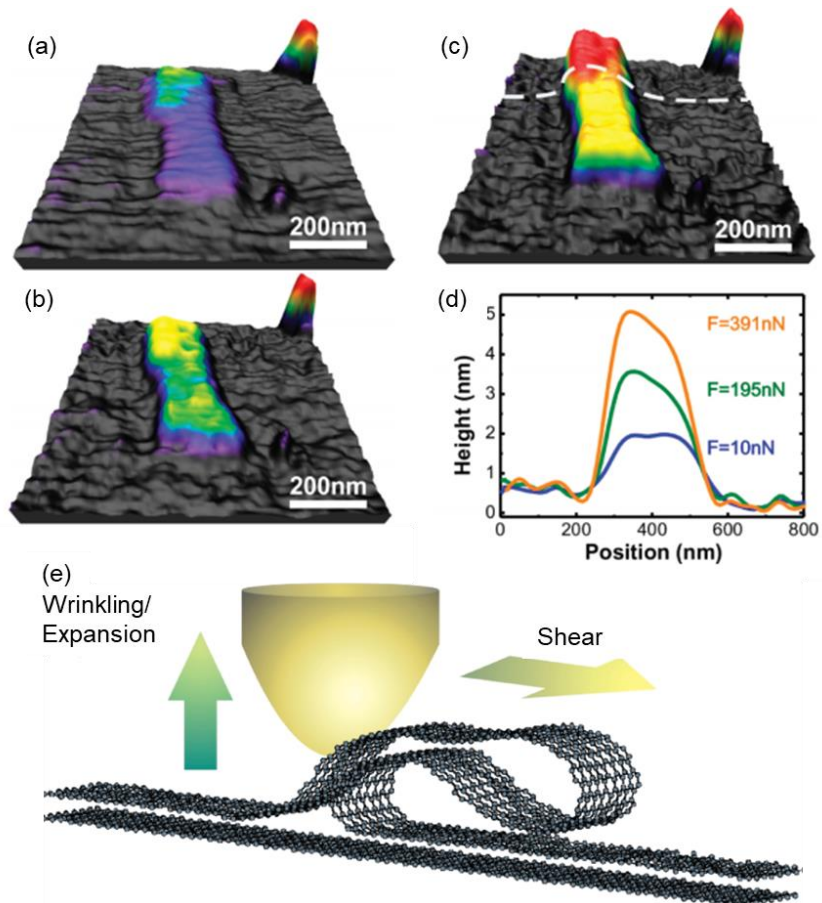 (a)
200nm
(b)
200nm
(c)
200nm
(d)
5
4
3
2
1
0
Height (nm)
F=391nN
F=195nN
F=10nN
0
200
400
600
800
Position (nm)
(e)
Wrinkling/
Expansion
Shear